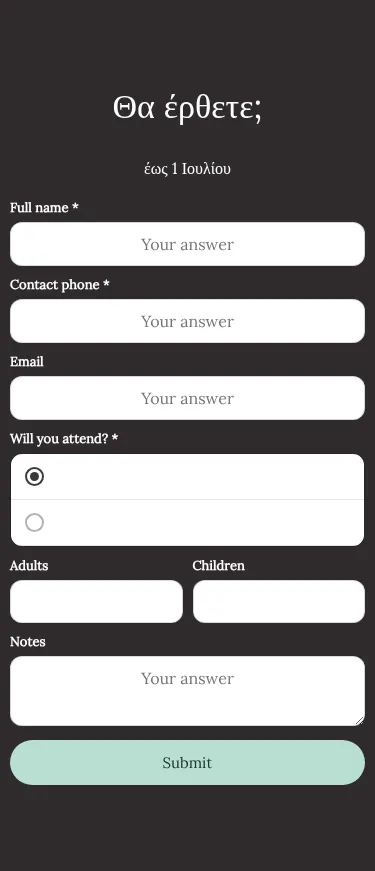 Θα έρθετε;
έως 1 Ιουλίου
Full name *
Your answer
Contact phone *
Your answer
Email
Your answer
Will you attend? *
Adults Children
Notes
Your answer
Submit